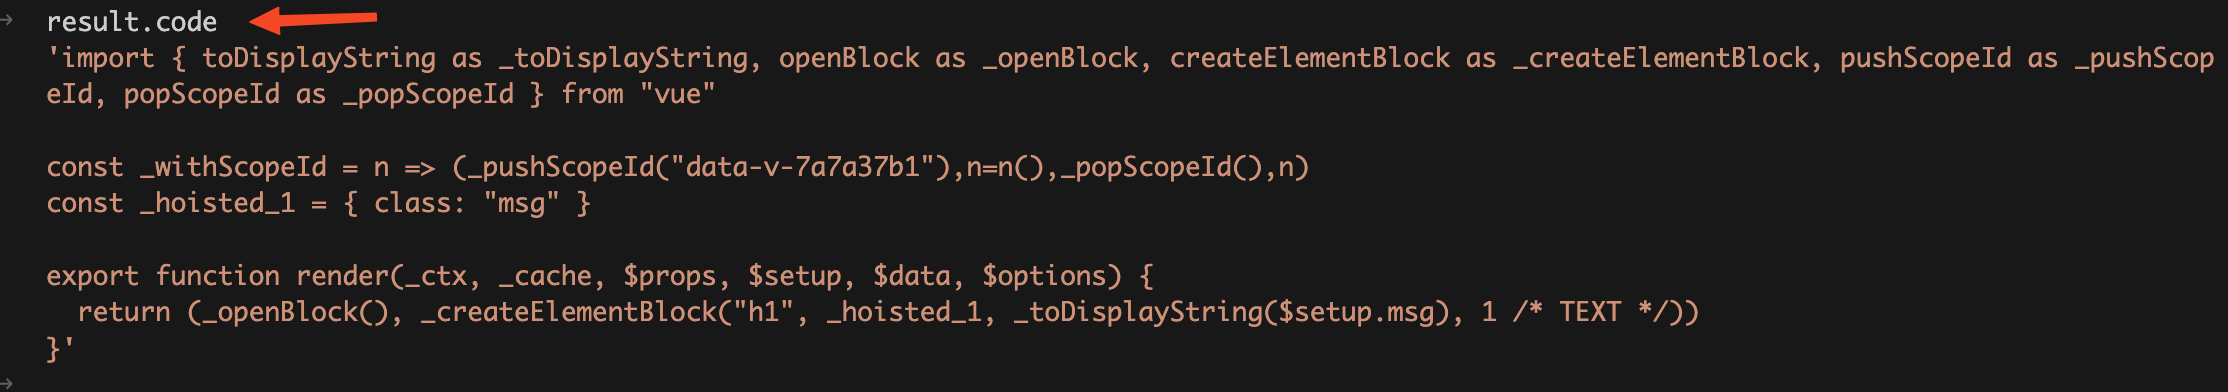 result.code
'import { toDisplayString as _toDisplayString, openBlock as _openBlock, createElementBlock as _createElementBlock, pushScopeId as _pushScop
eId, popScopeId as _popScopeId } from "vue"
const _withScopeId = n => (_pushScopeId("data-v-7a7a37b1"),n=n(),_popScopeId(),n)
const _hoisted_1 = { class: "msg" }
export function render(_ctx, _cache, $props, $setup, $data, $options) {
  return (_openBlock(), _createElementBlock("h1", _hoisted_1, _toDisplayString($setup.msg), 1 /* TEXT */))
}'